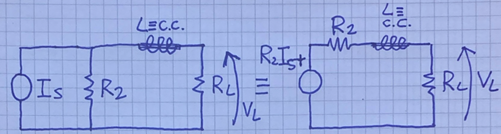 L≡c.c.
Is
R2
RL
VL
≡
R2
L≡
c.c.
R2Is
+
RL
VL